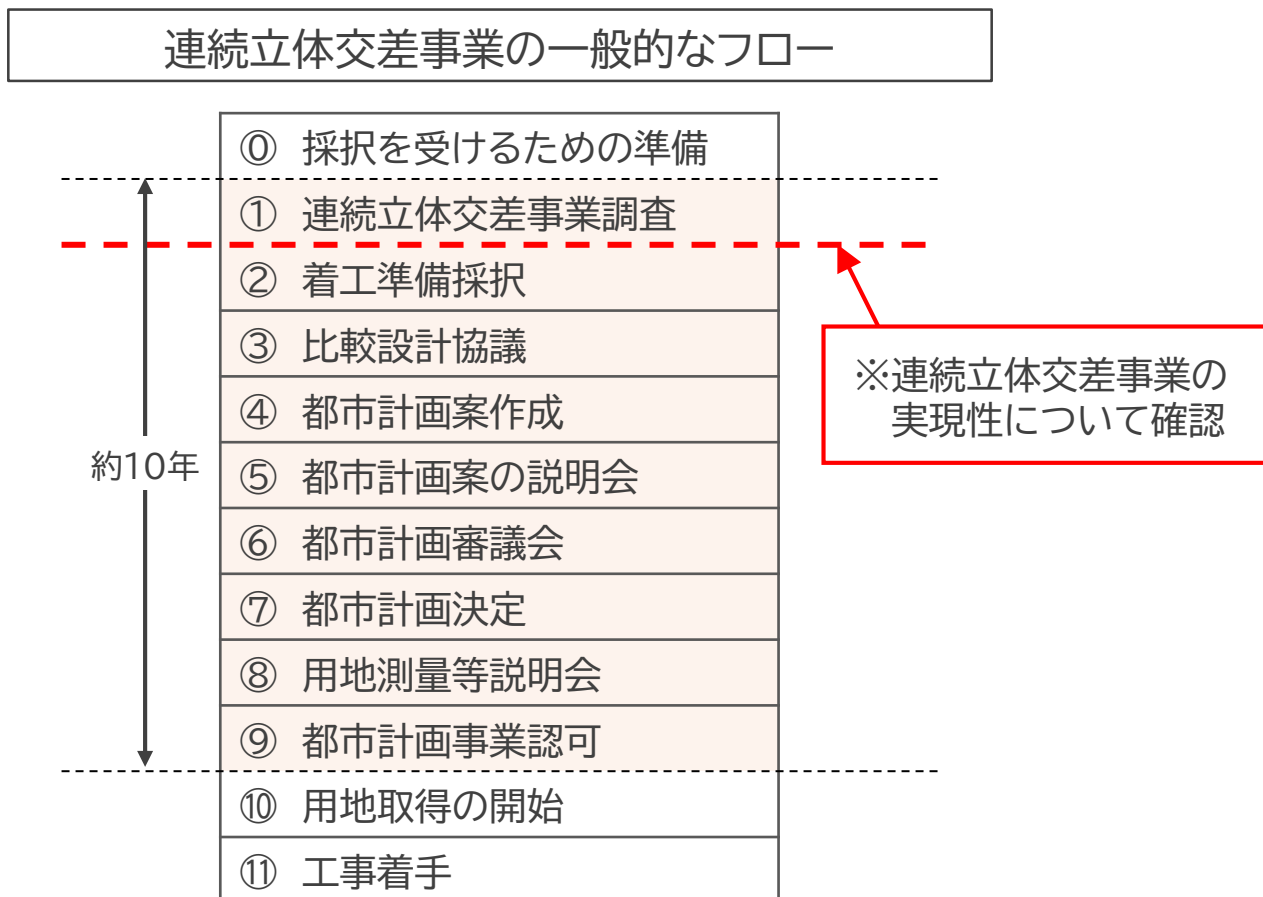 連続立体交差事業の一般的なフロー
⓪ 採択を受けるための準備
① 連続立体交差事業調査
② 着工準備採択
③ 比較設計協議
④ 都市計画案作成
⑤ 都市計画案の説明会
⑥ 都市計画審議会
⑦ 都市計画決定
⑧ 用地測量等説明会
⑨ 都市計画事業認可
⑩ 用地取得の開始
⑪ 工事着手
約10年
※連続立体交差事業の
実現性について確認